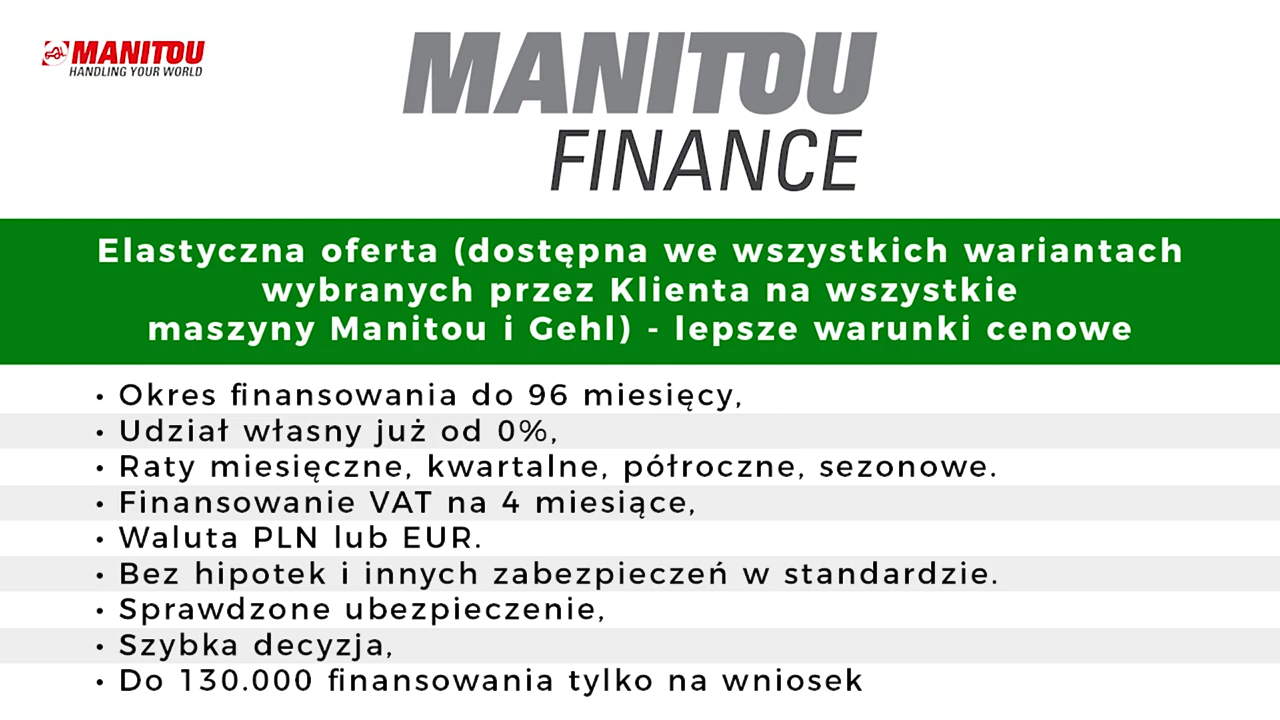 MANITOU
HANDLING YOUR WORLD
MANITOU
FINANCE
Elastyczna oferta (dostępna we wszystkich wariantach
wybranych przez Klienta na wszystkie
maszyny Manitou i Gehl) - lepsze warunki cenowe
• Okres finansowania do 96 miesięcy,
• Udział własny już od 0%,
• Raty miesięczne, kwartalne, półroczne, sezonowe.
• Finansowanie VAT na 4 miesiące,
• Waluta PLN lub EUR.
• Bez hipotek i innych zabezpieczeń w standardzie.
• Sprawdzone ubezpieczenie,
• Szybka decyzja,
• Do 130.000 finansowania tylko na wniosek